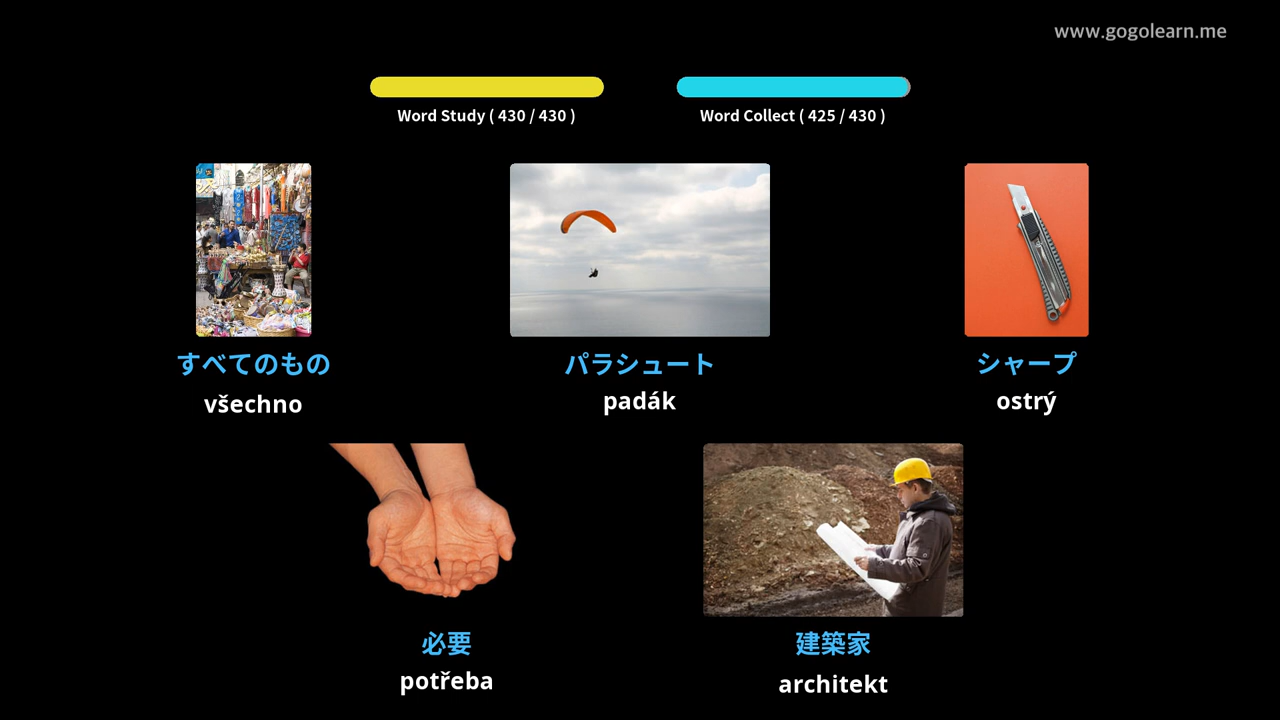 www.gogolearn.me
Word Study ( 430 / 430 )
Word Collect ( 425 / 430 )
すべてのもの
パラシュート
シャープ
všechno
padák
ostrý
必要
建築家
potřeba
architekt